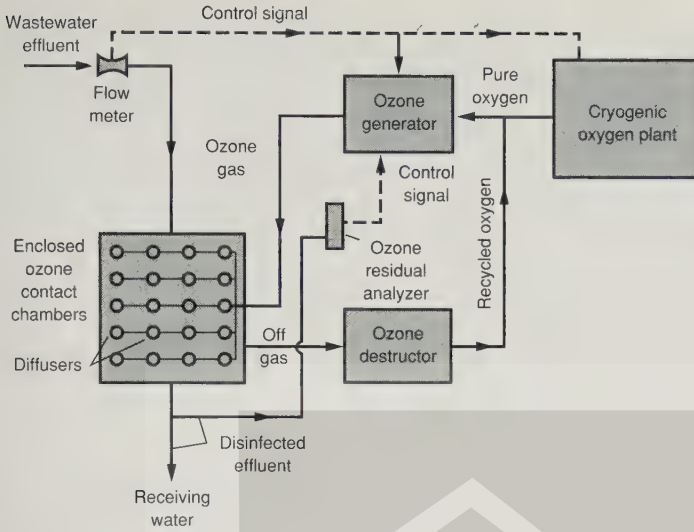 Control signal
Wastewater
effluent
Flow
meter
Ozone
generator
Pure
oxygen
Cryogenic
oxygen plant
Ozone
gas
Control
signal
Enclosed
ozone
contact
chambers
Ozone
residual
analyzer
Recycled oxygen
Diffusers
Off
gas
Ozone
destructor
Disinfected
effluent
Receiving
water